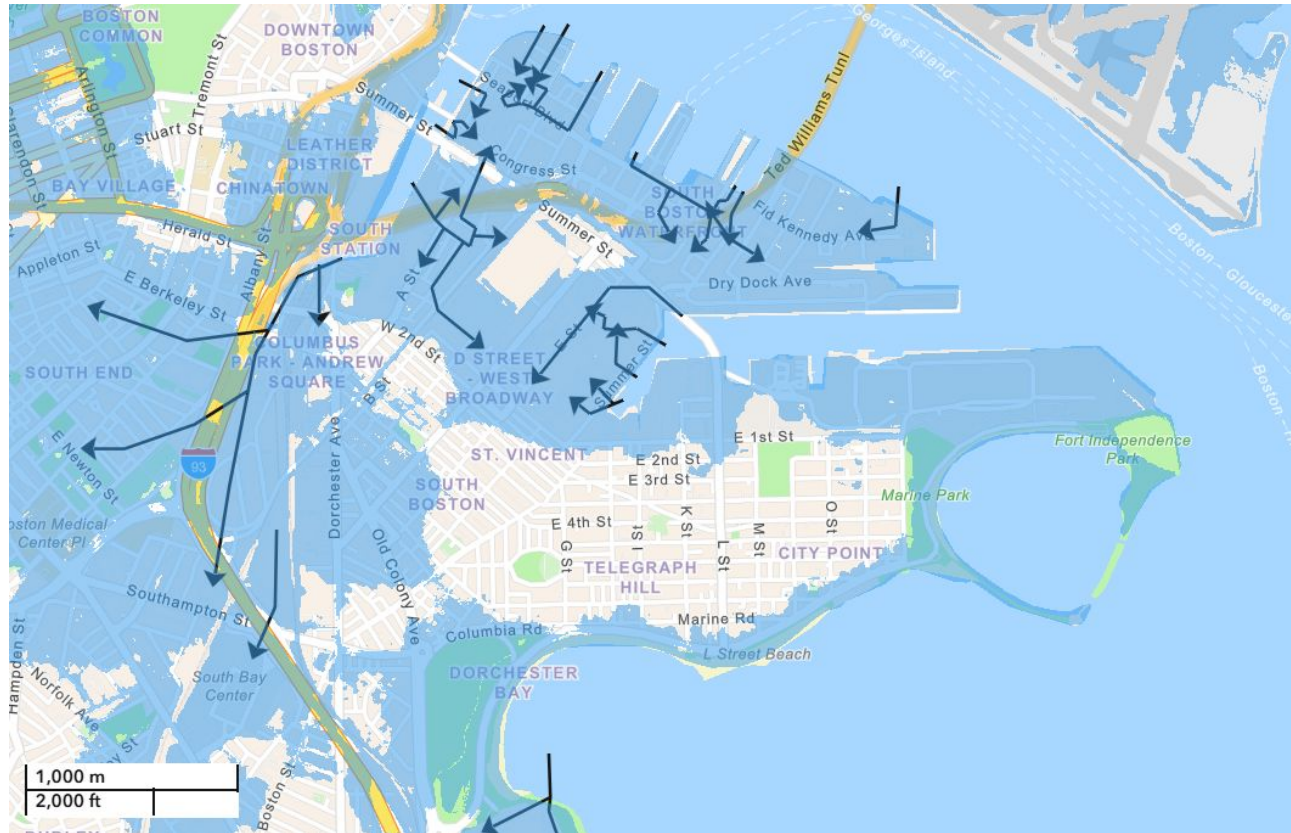 BOSTON
COMMON
DOWNTOWN
BOSTON
Tremont St
Arlington St
Clarendon St
Stuart St
Summer St
LEATHER
DISTRICT
BAY VILLAGE
CHINATOWN
Congress St
Ted Williams Tunl
Georges Island
Boston - Gloucester
Boston
SOUTH
BOSTON
WATERFRONT
Fid Kennedy Ave
Dry Dock Ave
Summer St
Herald St
SOUTH
STATION
Albany St
Appleton St
E Berkeley St
A St
W 2nd St
B St
COLUMBUS
PARK - ANDREW
SQUARE
SOUTH END
D STREET
- WEST
BROADWAY
E St
Summer St
E Newton St
93
Dorchester Ave
ST. VINCENT
SOUTH
BOSTON
E 1st St
E 2nd St
E 3rd St
E 4th St
G St
I St
K St
L St
M St
O St
Marine Park
Fort Independence
Park
CITY POINT
TELEGRAPH
HILL
Medical
Center Pl
Old Colony Ave
Southampton St
Columbia Rd
Marine Rd
L Street Beach
DORCHESTER
BAY
South Bay
Center
Hampden St
Norfolk Ave
Boston St
1,000 m
2,000 ft